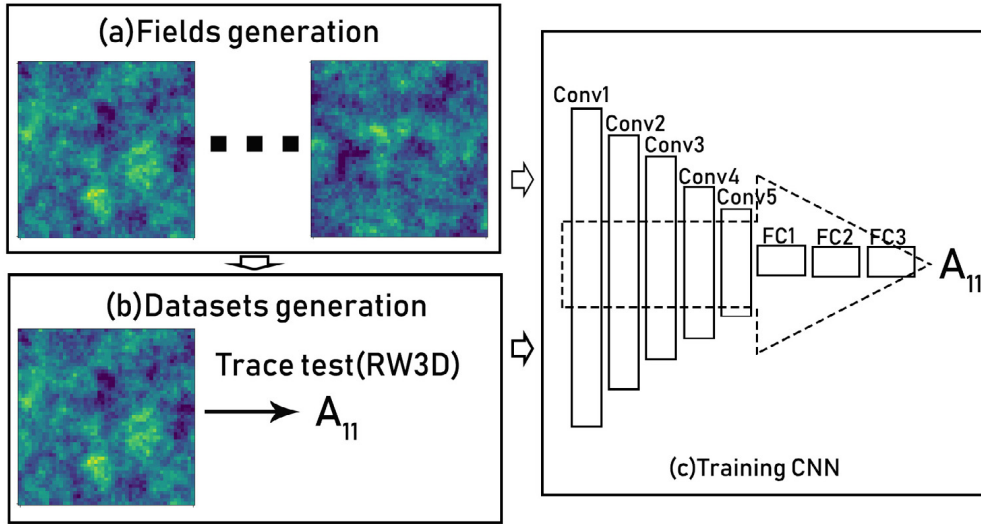 (a)Fields generation
(b)Datasets generation
Trace test(RW3D)
A11
Conv1
Conv2
Conv3
Conv4
Conv5
FC1
FC2
FC3
A11
(c)Training CNN